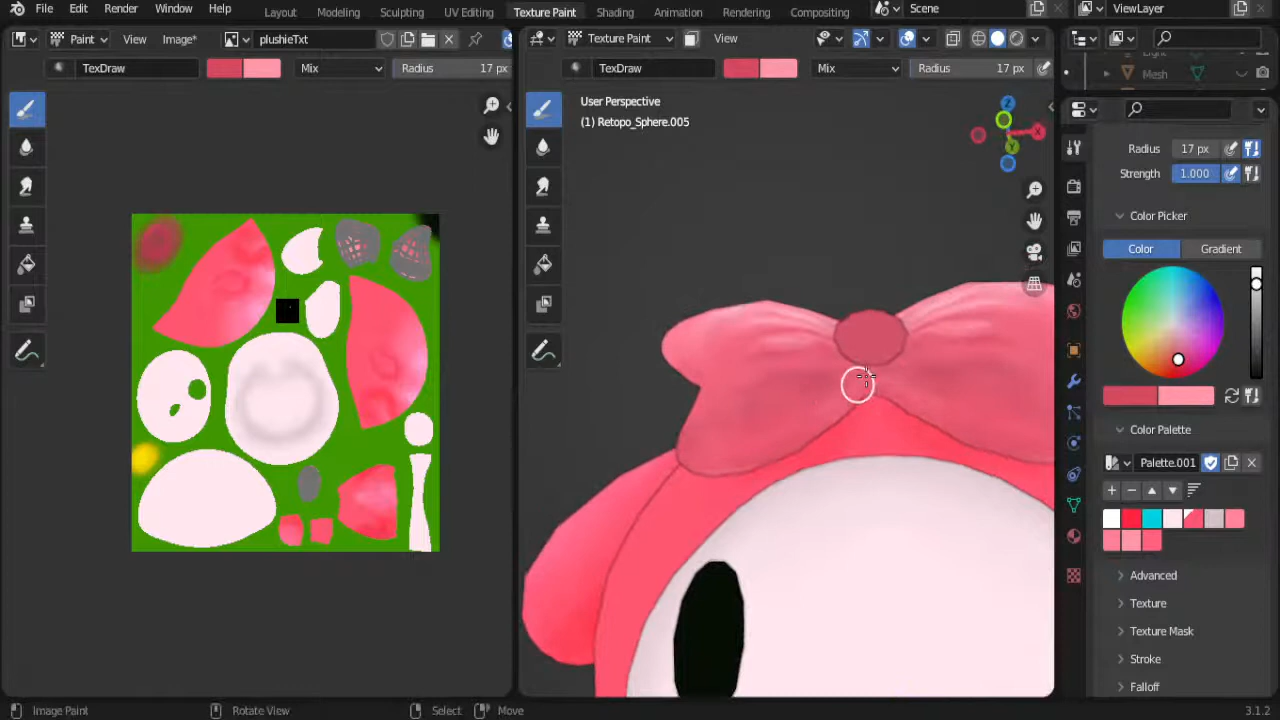 File Edit Render Window Help
Layout Modeling Sculpting UV Editing Texture Paint Shading Animation Rendering Compositing
Scene
ViewLayer
Paint View Image* plushieTxt
Texture Paint View
TexDraw Mix Radius 17 px
TexDraw Mix Radius 17 px
Mesh
User Perspective
(1) Retopo_Sphere.005
Z
X
Y
Radius 17 px
Strength 1.000
Color Picker
Color Gradient
Color Palette
Palette.001
Advanced
Texture
Texture Mask
Stroke
Falloff
Image Paint Rotate View Select Move 3.1.2